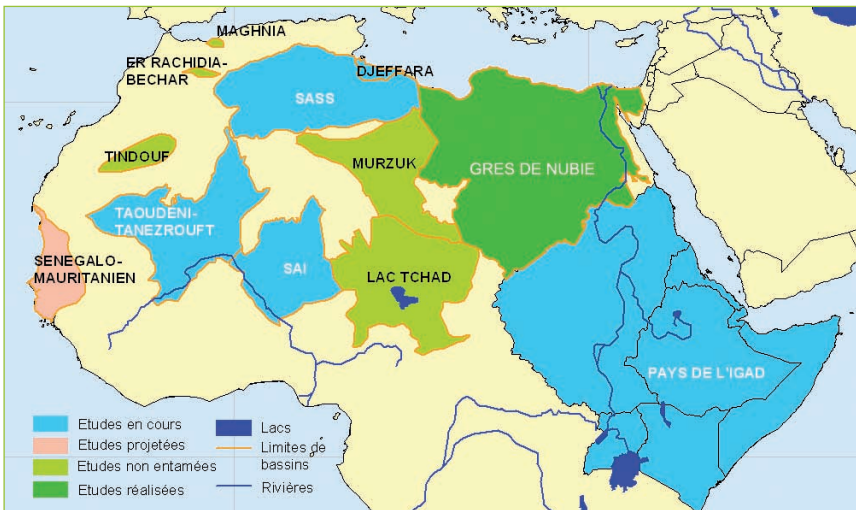 MAGHNIA
ER RACHIDIA-
BECHAR
DJEFFARA
SASS
TINDOUF
MURZUK
GRES DE NUBIE
TAOUDENI-
TANEZROUFT
SENEGALO-
MAURITANIEN
SAI
LAC TCHAD
PAYS DE L'IGAD
Etudes en cours
Etudes projetées
Etudes non entamées
Etudes réalisées
Lacs
Limites de
bassins
Rivières